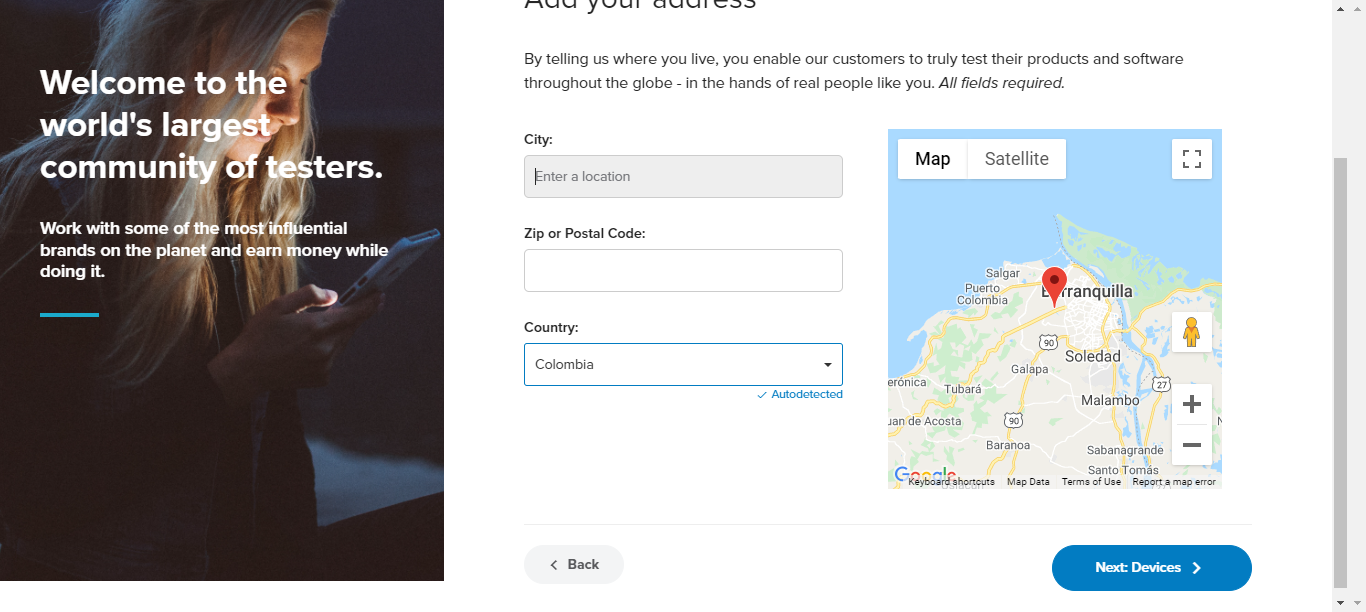 Welcome to the
world's largest
community of testers.
Work with some of the most influential
brands on the planet and earn money while
doing it.
Add your address
By telling us where you live, you enable our customers to truly test their products and software
throughout the globe - in the hands of real people like you. All fields required.
City:
Enter a location
Zip or Postal Code:
Country:
Colombia
Autodetected
Map
Satellite
Salgar
Puerto
Colombia
Barranquilla
90
Soledad
Galapa
27
Tubará
Malambo
90
Baranoa
Sabanagrande
Santo Tomás
Google
Keyboard shortcuts
Map Data
Terms of Use
Report a map error
Back
Next: Devices